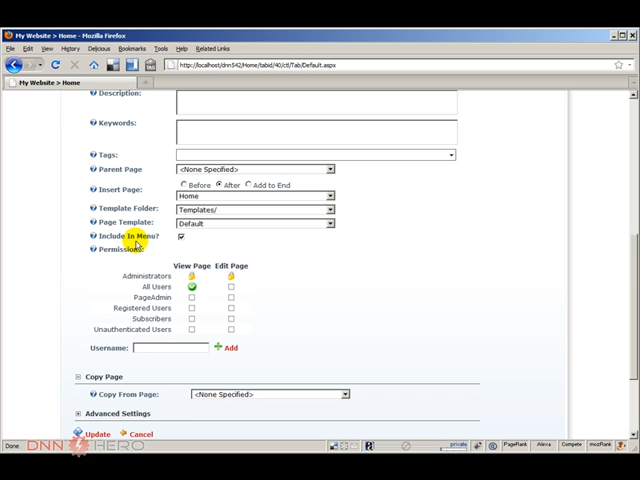 My Website > Home - Mozilla Firefox
File Edit View History Delicious Bookmarks Tools Help Related Links
http://localhost/dnn542/Home/tabid/40/ctl/Tab/Default.aspx
My Website > Home
Description:
Keywords:
Tags:
Parent Page <None Specified>
Insert Page: Before After Add to End
Home
Template Folder: Templates/
Page Template: Default
Include In Menu?
Permissions:
View Page Edit Page
Administrators
All Users
PageAdmin
Registered Users
Subscribers
Unauthenticated Users
Username: Add
Copy Page
Copy From Page: <None Specified>
Advanced Settings
Update Cancel
DNN HERO
Done private PageRank Alexa Compete mozRank